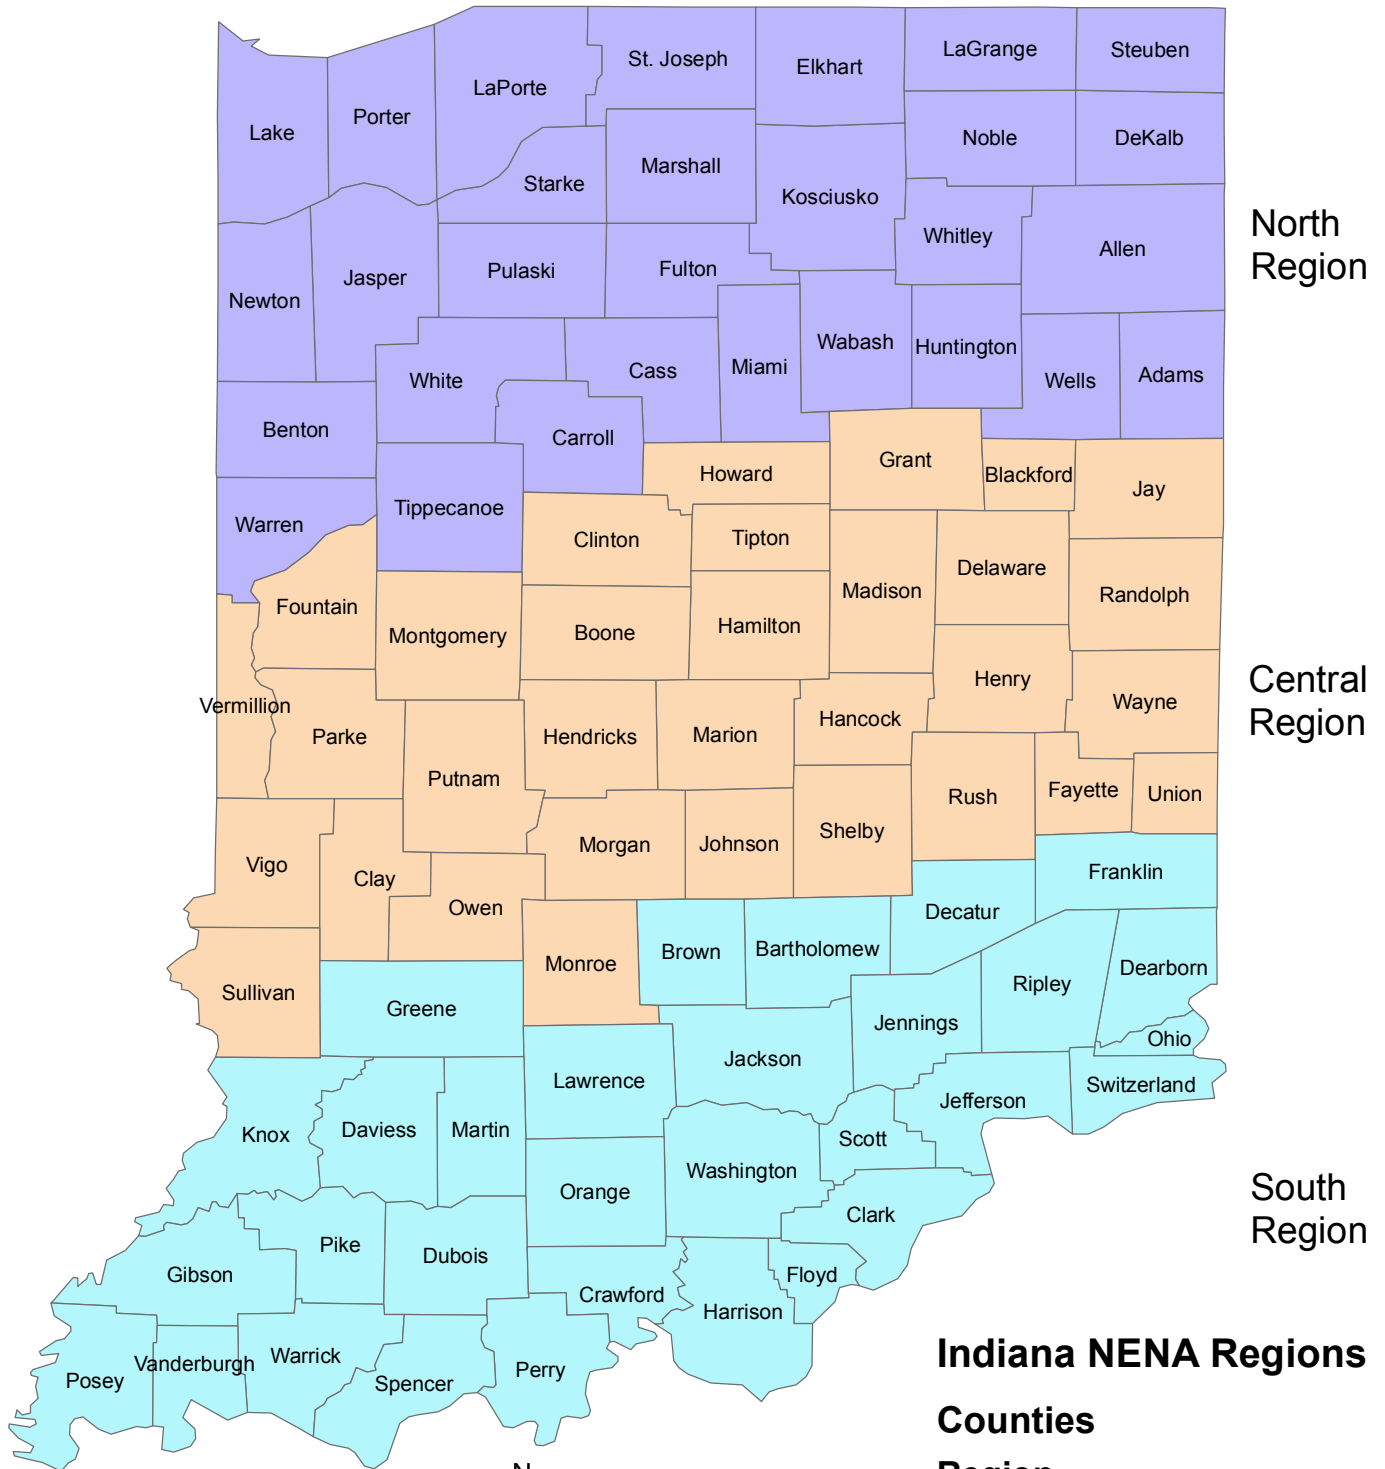 St. Joseph
LaGrange
Steuben
Elkhart
LaPorte
Porter
Lake
Noble
DeKalb
Marshall
Starke
Kosciusko
North
Region
Whitley
Allen
Pulaski
Fulton
Jasper
Newton
Wabash
Huntington
Miami
Cass
White
Wells
Adams
Benton
Carroll
Grant
Howard
Blackford
Jay
Tippecanoe
Warren
Clinton
Tipton
Delaware
Madison
Randolph
Fountain
Hamilton
Boone
Montgomery
Henry
Central
Region
Wayne
Vermillion
Hancock
Marion
Hendricks
Parke
Putnam
Fayette
Union
Rush
Shelby
Johnson
Morgan
Vigo
Clay
Franklin
Owen
Decatur
Bartholomew
Brown
Monroe
Dearborn
Ripley
Sullivan
Greene
Jennings
Ohio
Jackson
Lawrence
Switzerland
Jefferson
Knox
Daviess
Martin
Scott
Washington
Orange
South
Region
Clark
Pike
Dubois
Gibson
Floyd
Crawford
Harrison
Indiana NENA Regions
Warrick
Vanderburgh
Perry
Posey
Spencer
Counties